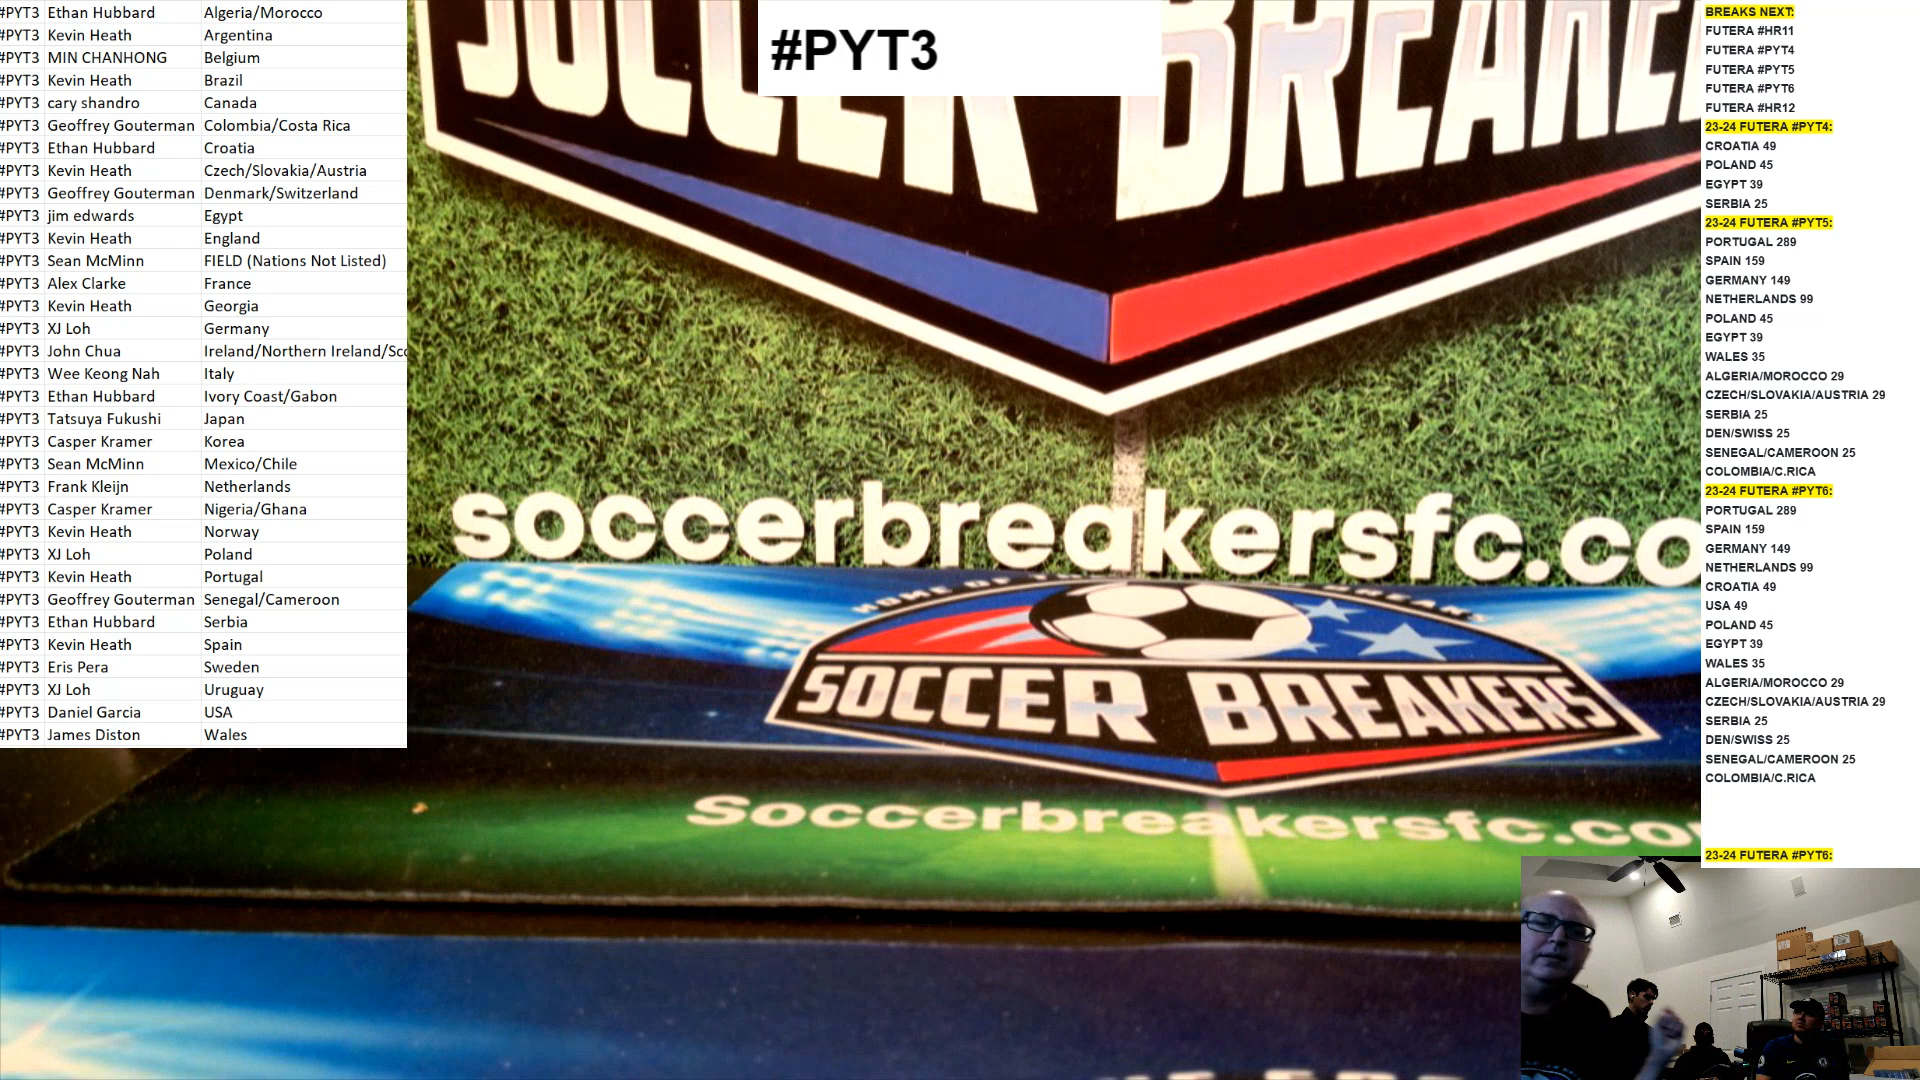 #PYT3 Ethan Hubbard Algeria/Morocco
#PYT3 Kevin Heath Argentina
#PYT3 MIN CHANHONG Belgium
#PYT3 Kevin Heath Brazil
#PYT3 cary shandro Canada
#PYT3 Geoffrey Gouterman Colombia/Costa Rica
#PYT3 Ethan Hubbard Croatia
#PYT3 Kevin Heath Czech/Slovakia/Austria
#PYT3 Geoffrey Gouterman Denmark/Switzerland
#PYT3 jim edwards Egypt
#PYT3 Kevin Heath England
#PYT3 Sean McMinn FIELD (Nations Not Listed)
#PYT3 Alex Clarke France
#PYT3 Kevin Heath Georgia
#PYT3 XJ Loh Germany
#PYT3 John Chua Ireland/Northern Ireland/Sco
#PYT3 Wee Keong Nah Italy
#PYT3 Ethan Hubbard Ivory Coast/Gabon
#PYT3 Tatsuya Fukushi Japan
#PYT3 Casper Kramer Korea
#PYT3 Sean McMinn Mexico/Chile
#PYT3 Frank Kleijn Netherlands
#PYT3 Casper Kramer Nigeria/Ghana
#PYT3 Kevin Heath Norway
#PYT3 XJ Loh Poland
#PYT3 Kevin Heath Portugal
#PYT3 Geoffrey Gouterman Senegal/Cameroon
#PYT3 Ethan Hubbard Serbia
#PYT3 Kevin Heath Spain
#PYT3 Eris Pera Sweden
#PYT3 XJ Loh Uruguay
#PYT3 Daniel Garcia USA
#PYT3 James Diston Wales
#PYT3
SOCCER BREAKE
soccerbreakersfc.co
HOME OF
SOCCER BREAKERS
Soccerbreakersfc.co
BREAKS NEXT:
FUTERA #HR11
FUTERA #PYT4
FUTERA #PYT5
FUTERA #PYT6
FUTERA #HR12
23-24 FUTERA #PYT4:
CROATIA 49
POLAND 45
EGYPT 39
SERBIA 25
23-24 FUTERA #PYT5:
PORTUGAL 289
SPAIN 159
GERMANY 149
NETHERLANDS 99
POLAND 45
EGYPT 39
WALES 35
ALGERIA/MOROCCO 29
CZECH/SLOVAKIA/AUSTRIA 29
SERBIA 25
DEN/SWISS 25
SENEGAL/CAMEROON 25
COLOMBIA/C.RICA
23-24 FUTERA #PYT6:
PORTUGAL 289
SPAIN 159
GERMANY 149
NETHERLANDS 99
CROATIA 49
USA 49
POLAND 45
EGYPT 39
WALES 35
ALGERIA/MOROCCO 29
CZECH/SLOVAKIA/AUSTRIA 29
SERBIA 25
DEN/SWISS 25
SENEGAL/CAMEROON 25
COLOMBIA/C.RICA
23-24 FUTERA #PYT6: